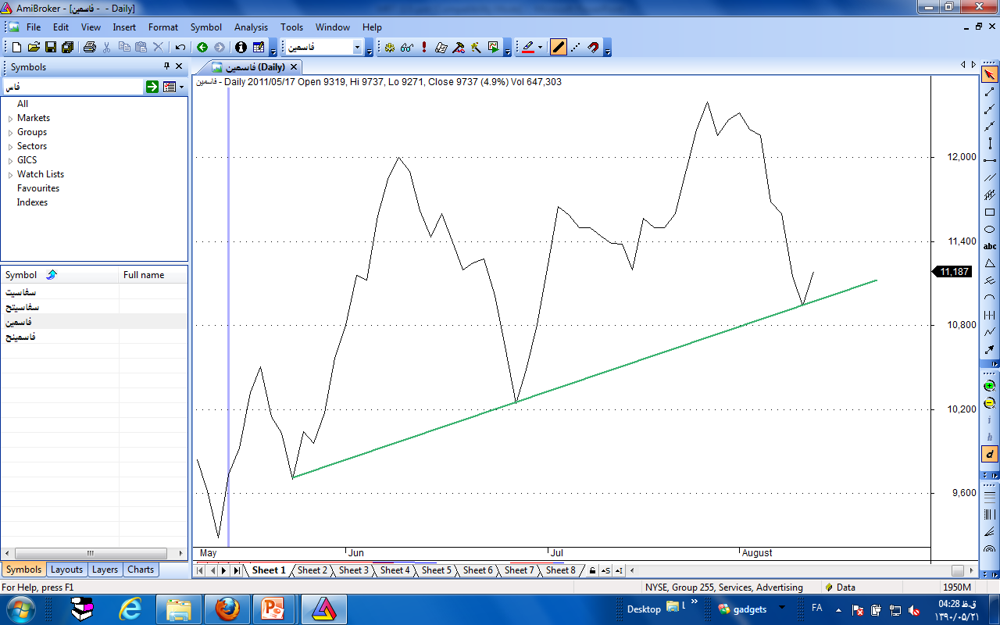 AmiBroker - [فاسمین - - Daily]
File Edit View Insert Format Symbol Analysis Tools Window Help
فاسمین
Symbols
فاسمین (Daily)
فاس
فاسمین - Daily 2011/05/17 Open 9319, Hi 9737, Lo 9271, Close 9737 (4.9%) Vol 647,303
All
Markets
Groups
Sectors
GICS
Watch Lists
Favourites
Indexes
12,000
11,400
11,187
10,800
10,200
9,600
abc
i
h
d
Symbol Full name
سفاسیت
سفاسیتح
فاسمین
فاسمینح
May Jun Jul August
Symbols Layouts Layers Charts
Sheet 1 Sheet 2 Sheet 3 Sheet 4 Sheet 5 Sheet 6 Sheet 7 Sheet 8
For Help, press F1
NYSE, Group 255, Services, Advertising Data 1950M
Desktop L » gadgets FA
04:28 ق.ظ
۱۳۹۰/۰۵/۲۱